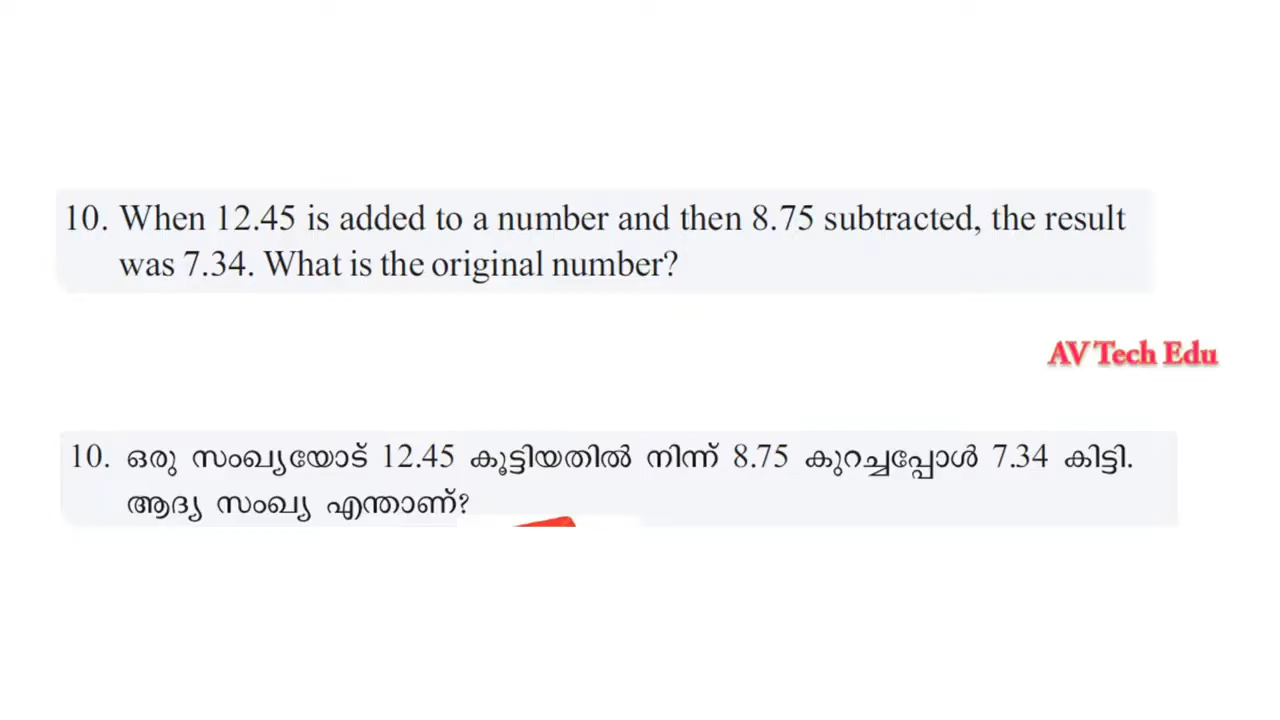 10. When 12.45 is added to a number and then 8.75 subtracted, the result
was 7.34. What is the original number?
AV Tech Edu
10. ഒരു സംഖ്യയോട് 12.45 കൂട്ടിയതിൽ നിന്ന് 8.75 കുറച്ചപ്പോൾ 7.34 കിട്ടി.
ആദ്യ സംഖ്യ എന്താണ്?